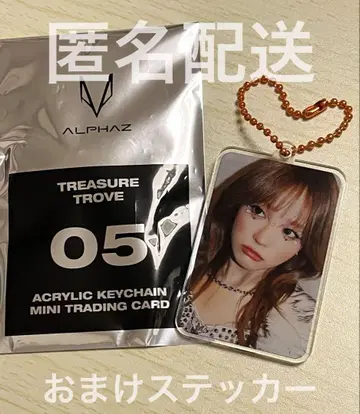 匿名配送
ALPHAZ
TREASURE
TROVE
05
ACRYLIC KEYCHAIN
MINI TRADING CARD
おまけステッカー